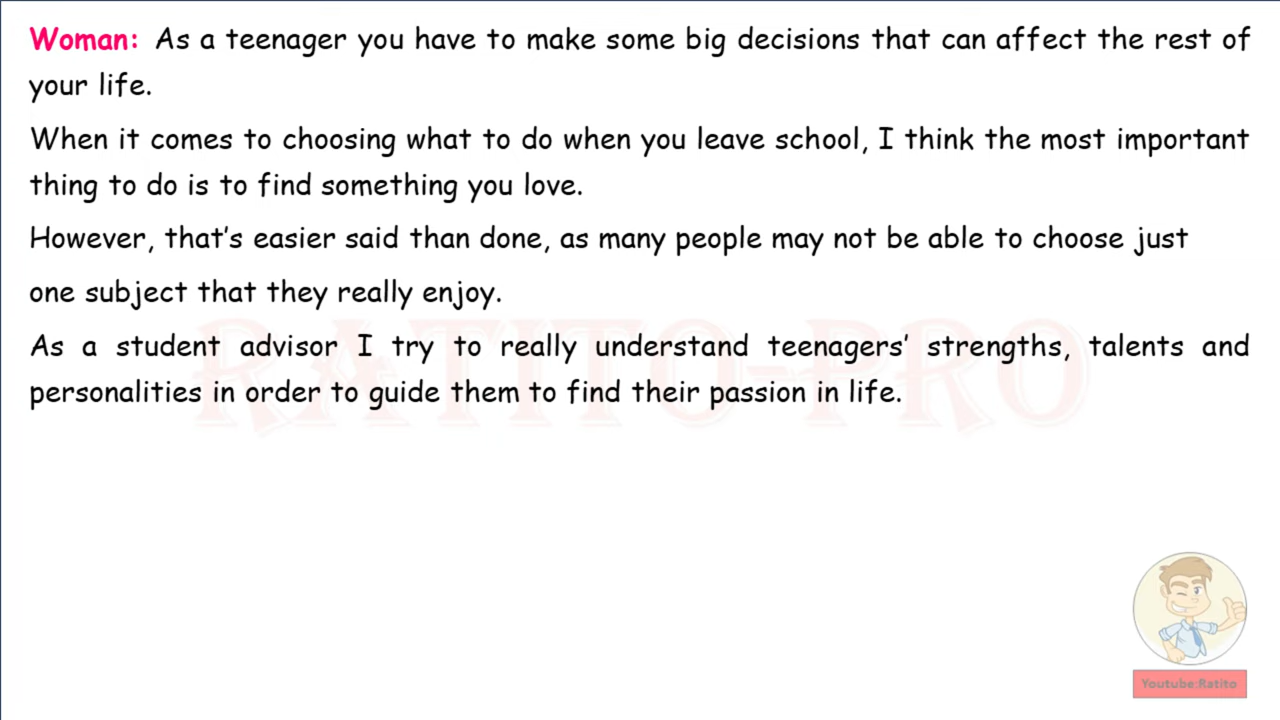 Woman: As a teenager you have to make some big decisions that can affect the rest of
your life.
When it comes to choosing what to do when you leave school, I think the most important
thing to do is to find something you love.
However, that's easier said than done, as many people may not be able to choose just
one subject that they really enjoy.
RATITO-PRO
As a student advisor I try to really understand teenagers' strengths, talents and
personalities in order to guide them to find their passion in life.
Youtube:Ratito